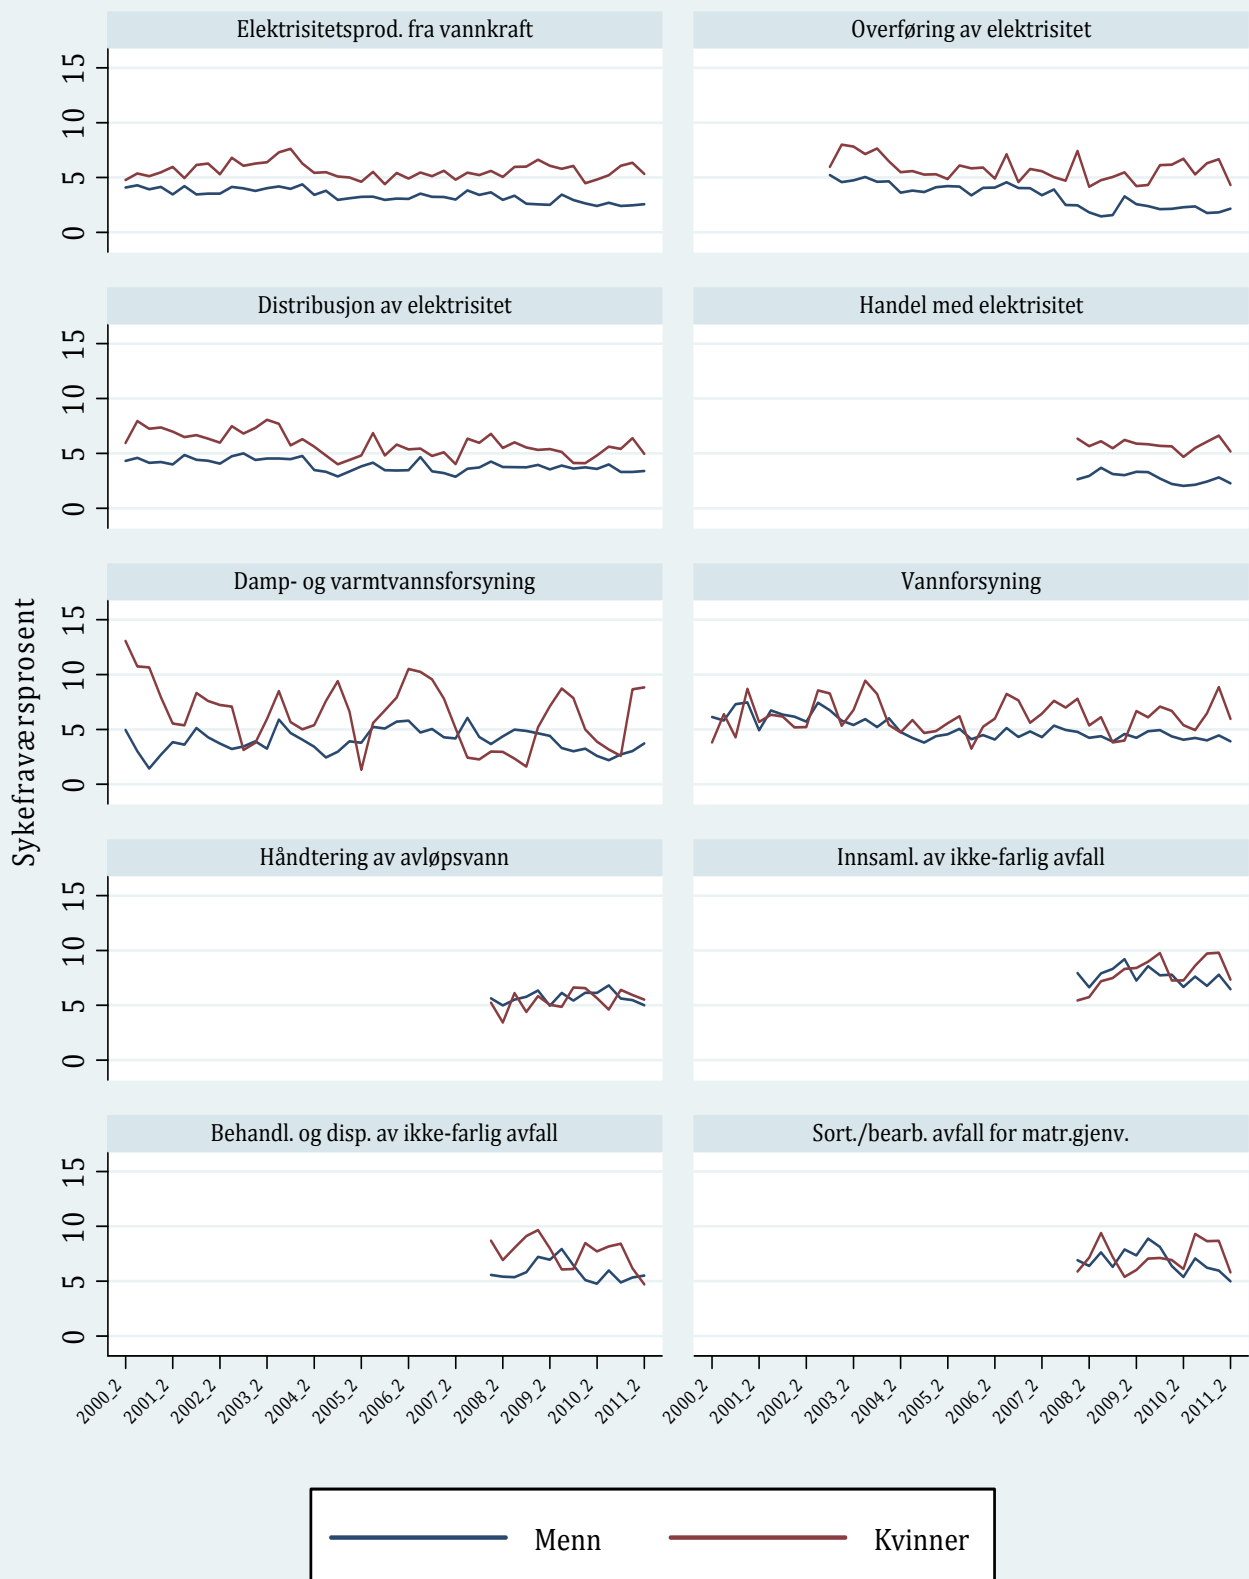 Elektrisitetsprod. fra vannkraft
Overføring av elektrisitet
15
10
5
0
Distribusjon av elektrisitet
Handel med elektrisitet
15
10
5
0
Sykefraværsprosent
Damp- og varmtvannsforsyning
Vannforsyning
15
10
5
0
Håndtering av avløpsvann
Innsaml. av ikke-farlig avfall
15
10
5
0
Behandl. og disp. av ikke-farlig avfall
Sort./bearb. avfall for matr.gjenv.
15
10
5
0
2000_2 2001_2 2002_2 2003_2 2004_2 2005_2 2006_2 2007_2 2008_2 2009_2 2010_2 2011_2
2000_2 2001_2 2002_2 2003_2 2004_2 2005_2 2006_2 2007_2 2008_2 2009_2 2010_2 2011_2
Menn Kvinner